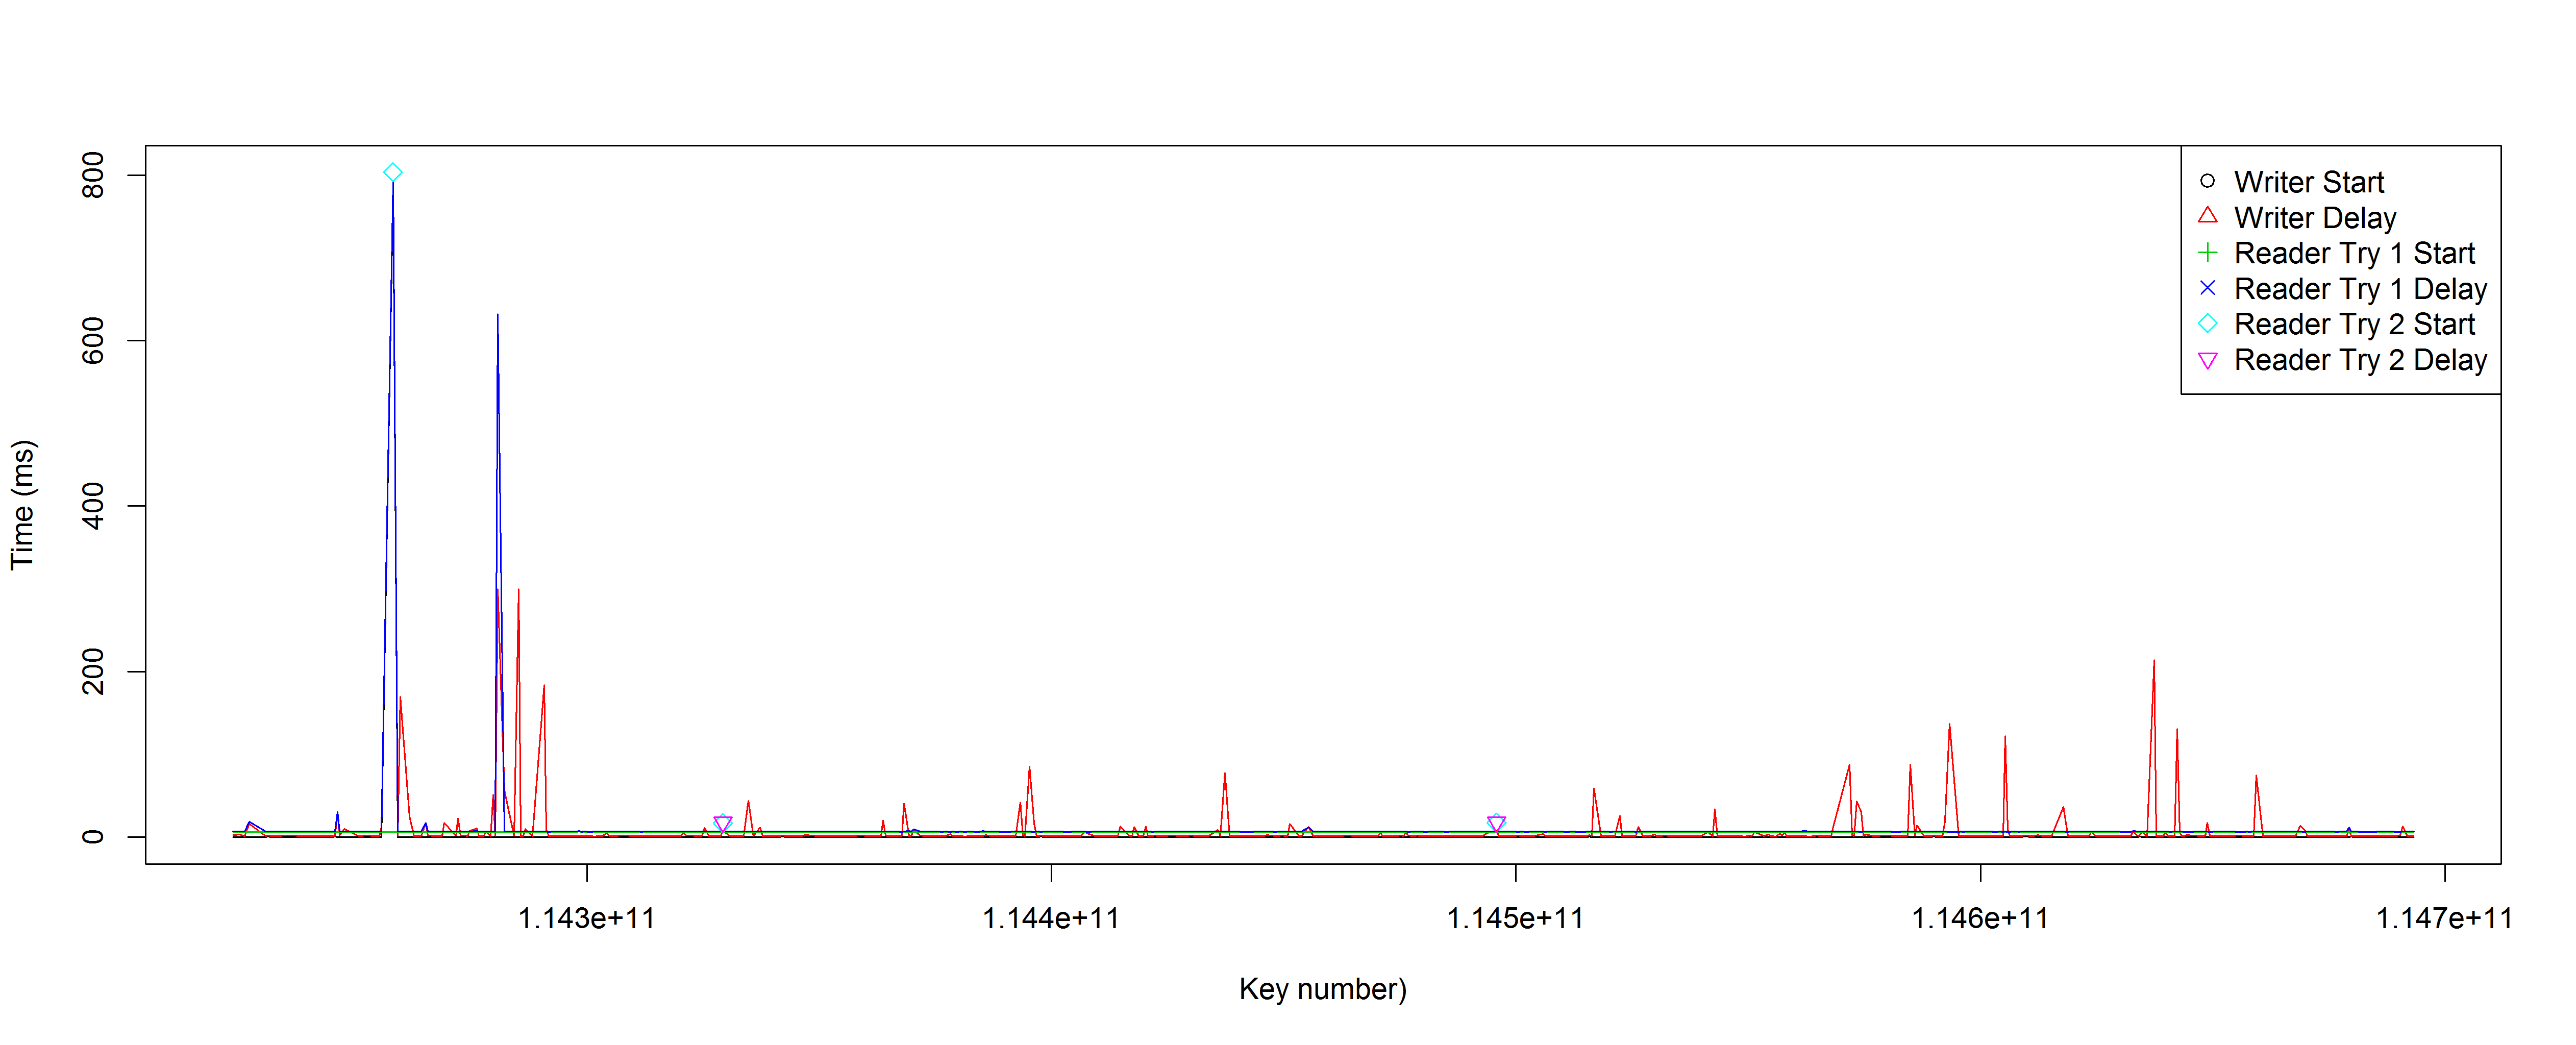 Time (ms)
800
600
400
200
0
Writer Start
Writer Delay
Reader Try 1 Start
Reader Try 1 Delay
Reader Try 2 Start
Reader Try 2 Delay
1.143e+11 1.144e+11 1.145e+11 1.146e+11 1.147e+11
Key number)